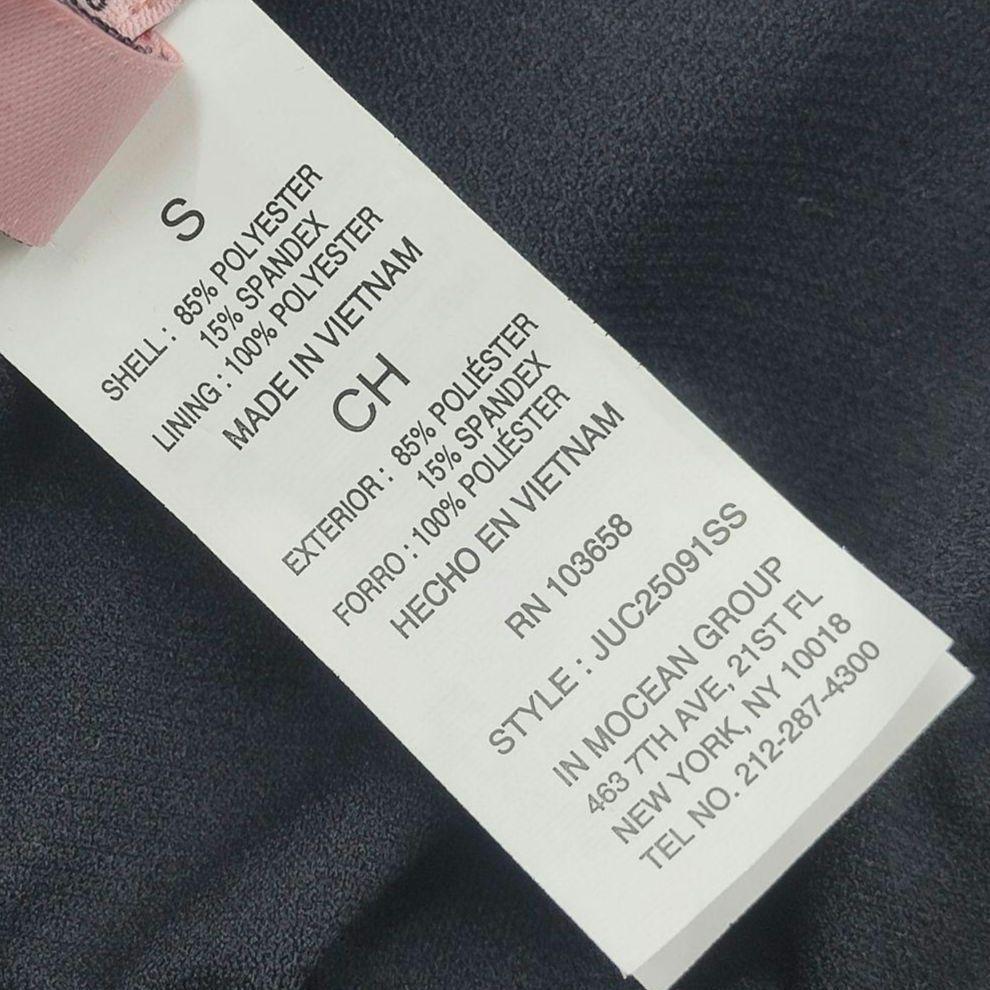 S
SHELL : 85% POLYESTER
15% SPANDEX
LINING : 100% POLYESTER
MADE IN VIETNAM
CH
EXTERIOR : 85% POLIÉSTER
15% SPANDEX
FORRO : 100% POLIÉSTER
HECHO EN VIETNAM
RN 103658
STYLE : JUC25091SS
IN MOCEAN GROUP
463 7TH AVE, 21ST FL
NEW YORK, NY 10018
TEL NO. 212-287-4300